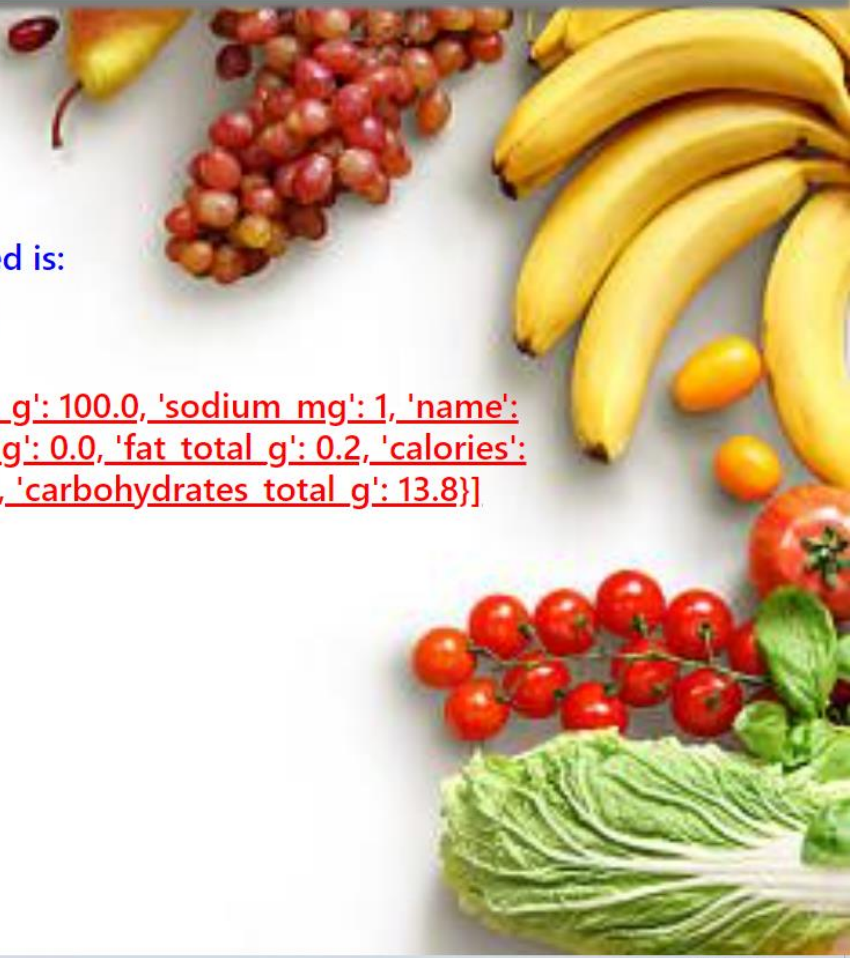 ed is:
_g': 100.0, 'sodium_mg': 1, 'name':
g': 0.0, 'fat_total_g': 0.2, 'calories':
, 'carbohydrates_total_g': 13.8}]